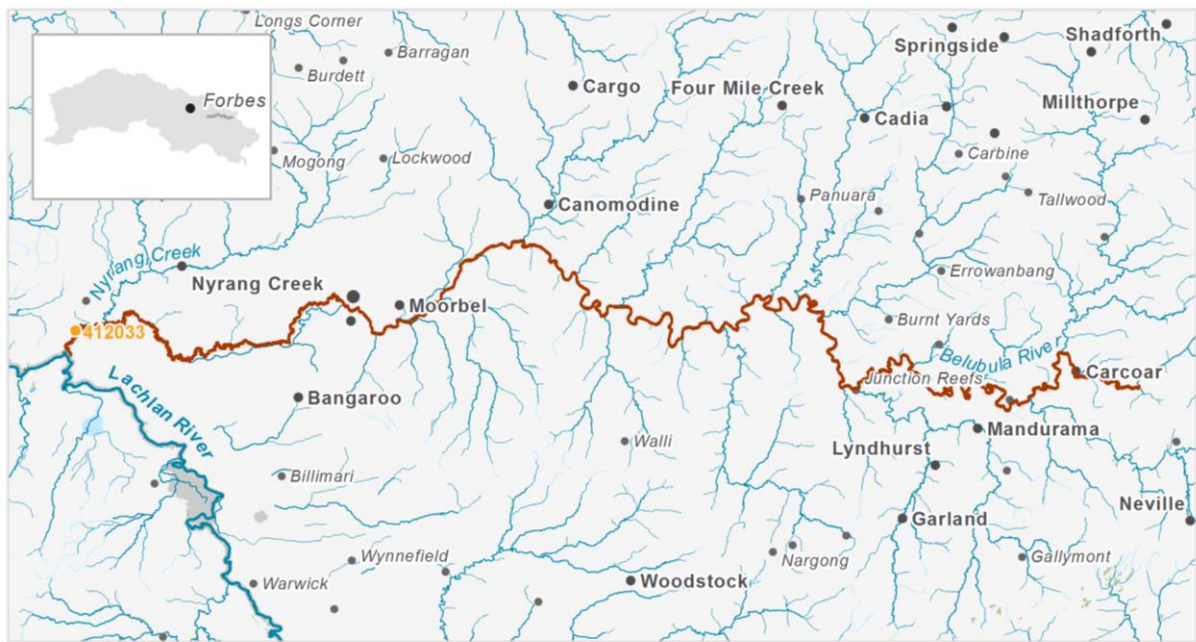 Longs Corner
Shadforth
Springside
Barragan
Burdett
Forbes
Cargo
Four Mile Creek
Millthorpe
Cadia
Mogong
Lockwood
Carbine
Canomodine
Panuara
Tallwood
Nyrang Creek
Nyrang Creek
Errowanbang
Moorbel
412033
Burnt Yards
Belubula River
Lachlan River
Junction Reefs
Carcoar
Bangaroo
Mandurama
Walli
Lyndhurst
Billimari
Neville
Garland
Wynnefield
Nargong
Gallymont
Warwick
Woodstock